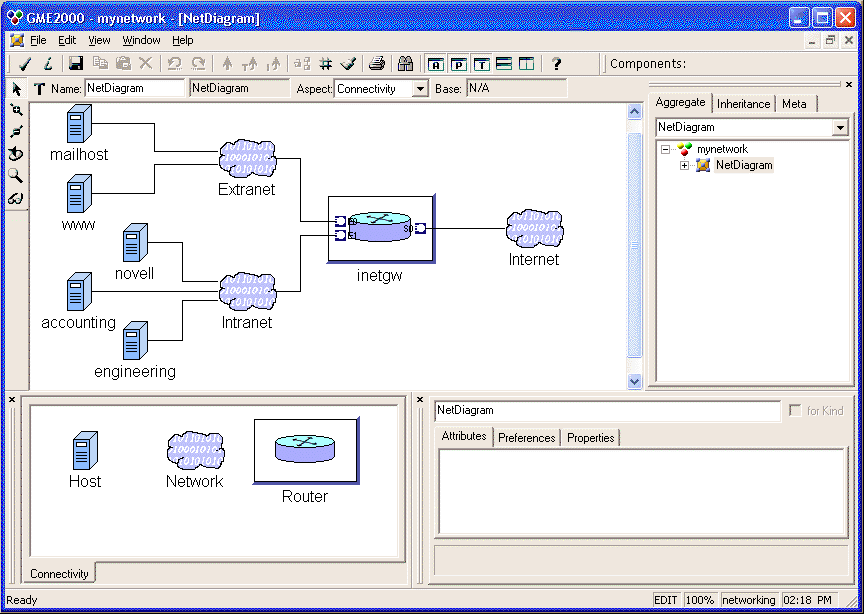 GME2000 - mynetwork - [NetDiagram]
File Edit View Window Help
A P T ? Components:
T Name: NetDiagram NetDiagram Aspect: Connectivity Base: N/A
Aggregate Inheritance Meta
NetDiagram
mynetwork
NetDiagram
mailhost
Extranet
www
E0
E1
S0
inetgw
Internet
novell
accounting
Intranet
engineering
Host
Network
Router
Connectivity
NetDiagram for Kind
Attributes Preferences Properties
Ready EDIT 100% networking 02:18 PM